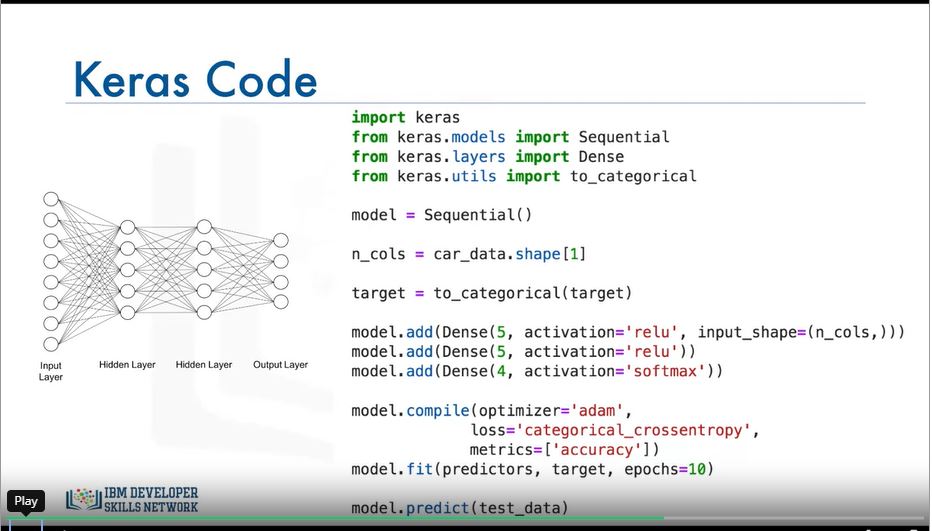 Keras Code
import keras
from keras.models import Sequential
from keras.layers import Dense
from keras.utils import to_categorical
model = Sequential()
n_cols = car_data.shape[1]
target = to_categorical(target)
model.add(Dense(5, activation='relu', input_shape=(n_cols,)))
model.add(Dense(5, activation='relu'))
model.add(Dense(4, activation='softmax'))
model.compile(optimizer='adam',
loss='categorical_crossentropy',
metrics=['accuracy'])
model.fit(predictors, target, epochs=10)
model.predict(test_data)
Input
Layer
Hidden Layer
Hidden Layer
Output Layer
Play
IBM DEVELOPER
SKILLS NETWORK